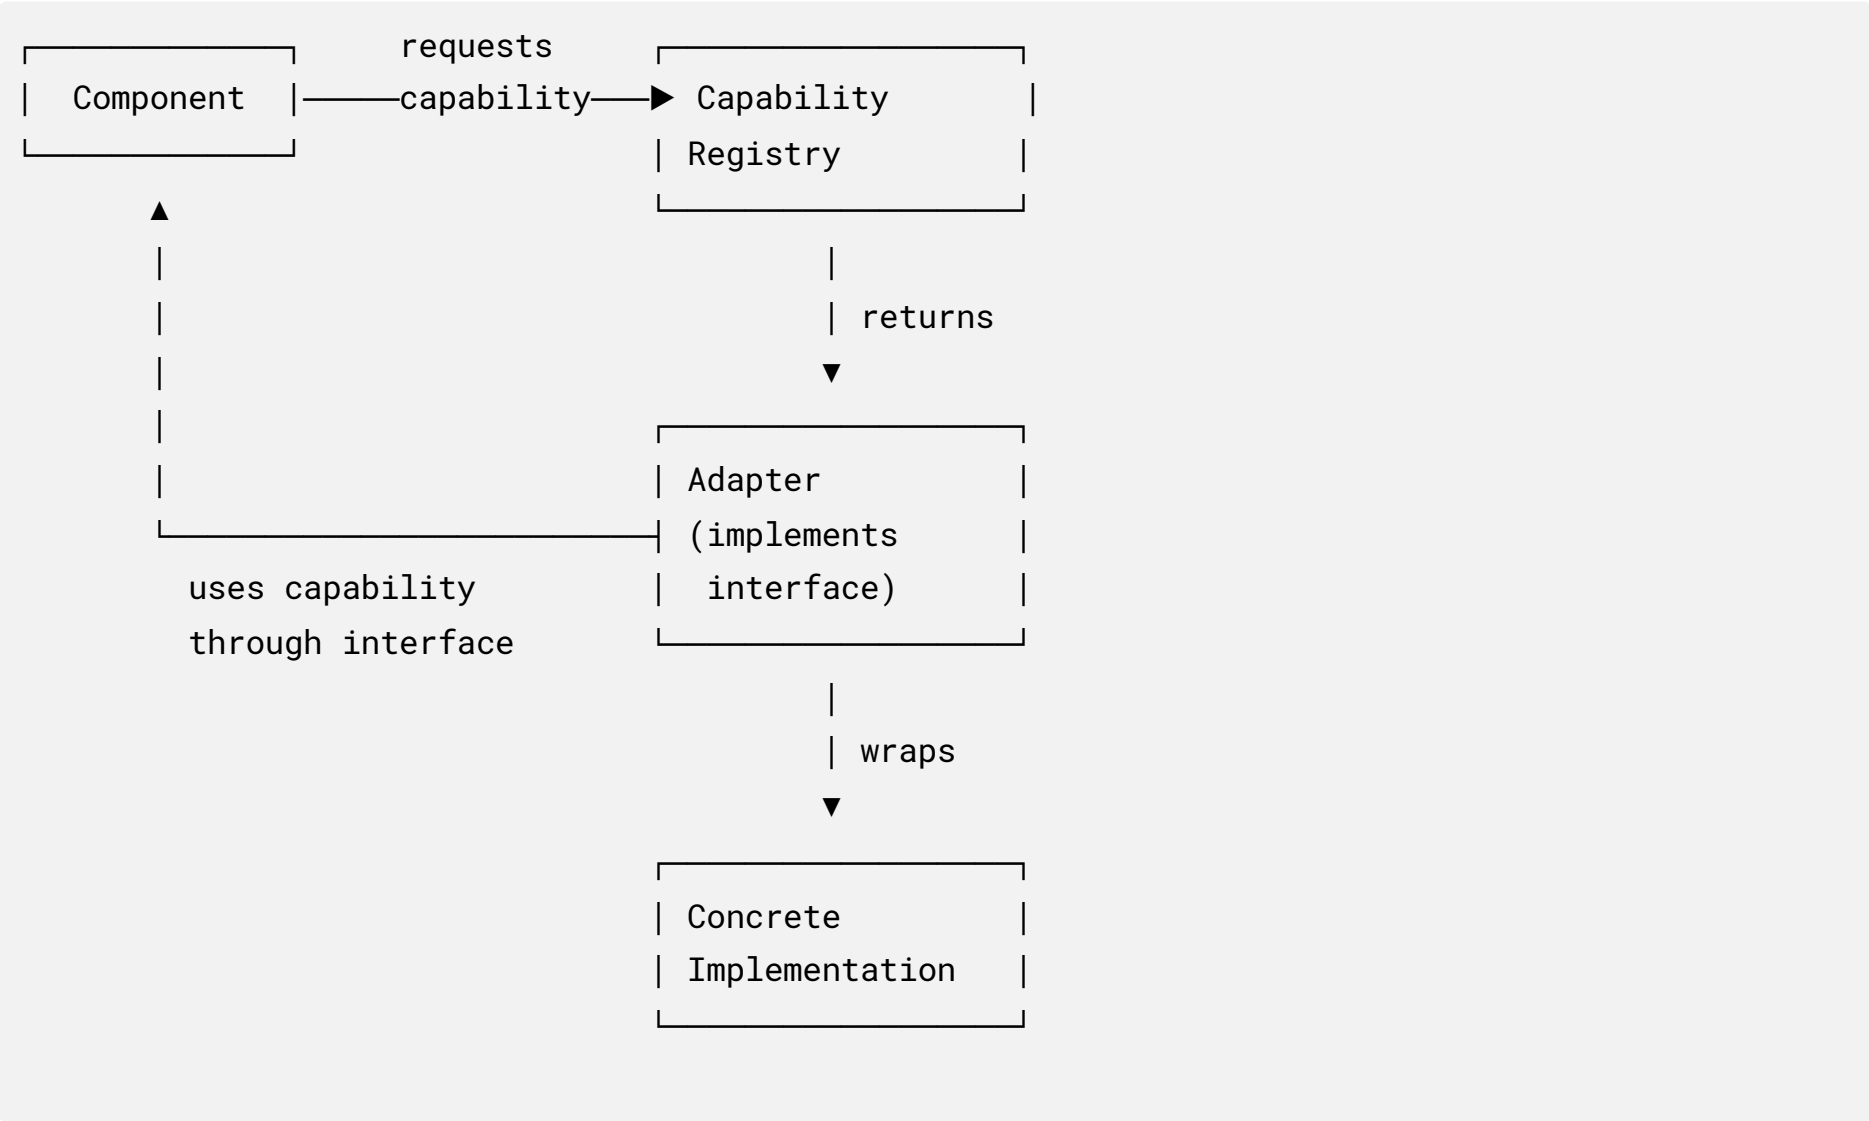 requests
Component
capability
Capability
Registry
returns
Adapter
(implements
interface)
uses capability
through interface
wraps
Concrete
Implementation